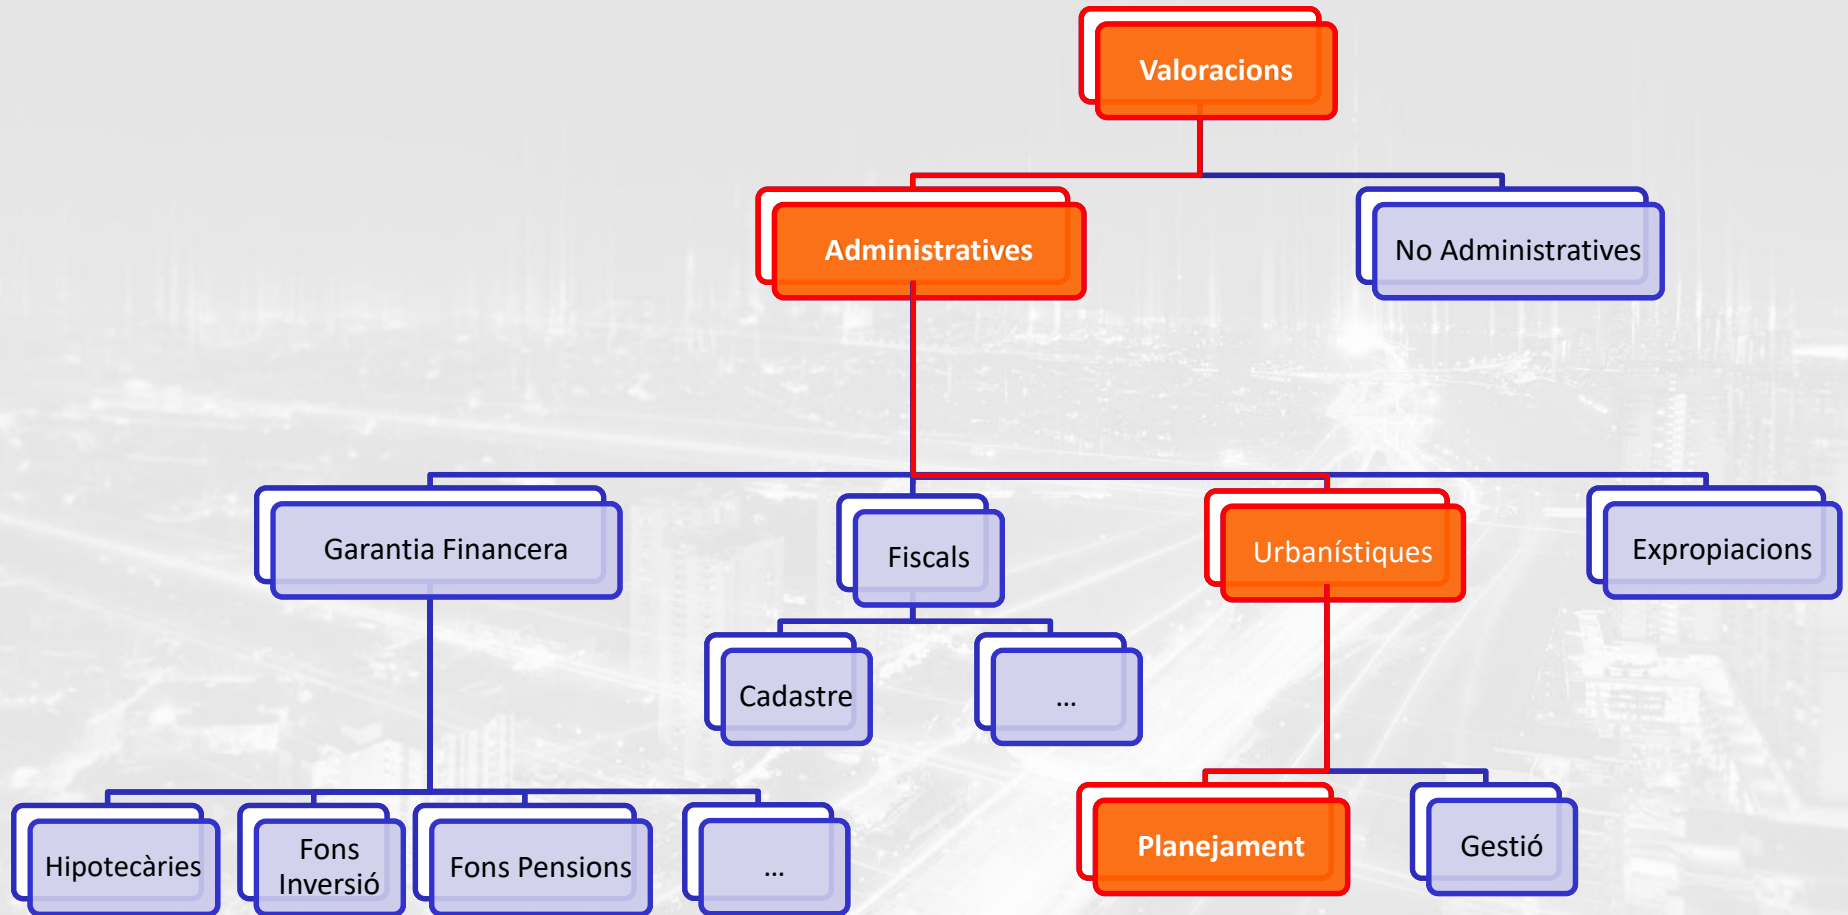 Valoracions
Administratives
No Administratives
Garantia Financera
Fiscals
Urbanístiques
Expropiacions
Cadastre
...
Hipotecàries
Fons
Inversió
Fons Pensions
...
Planejament
Gestió